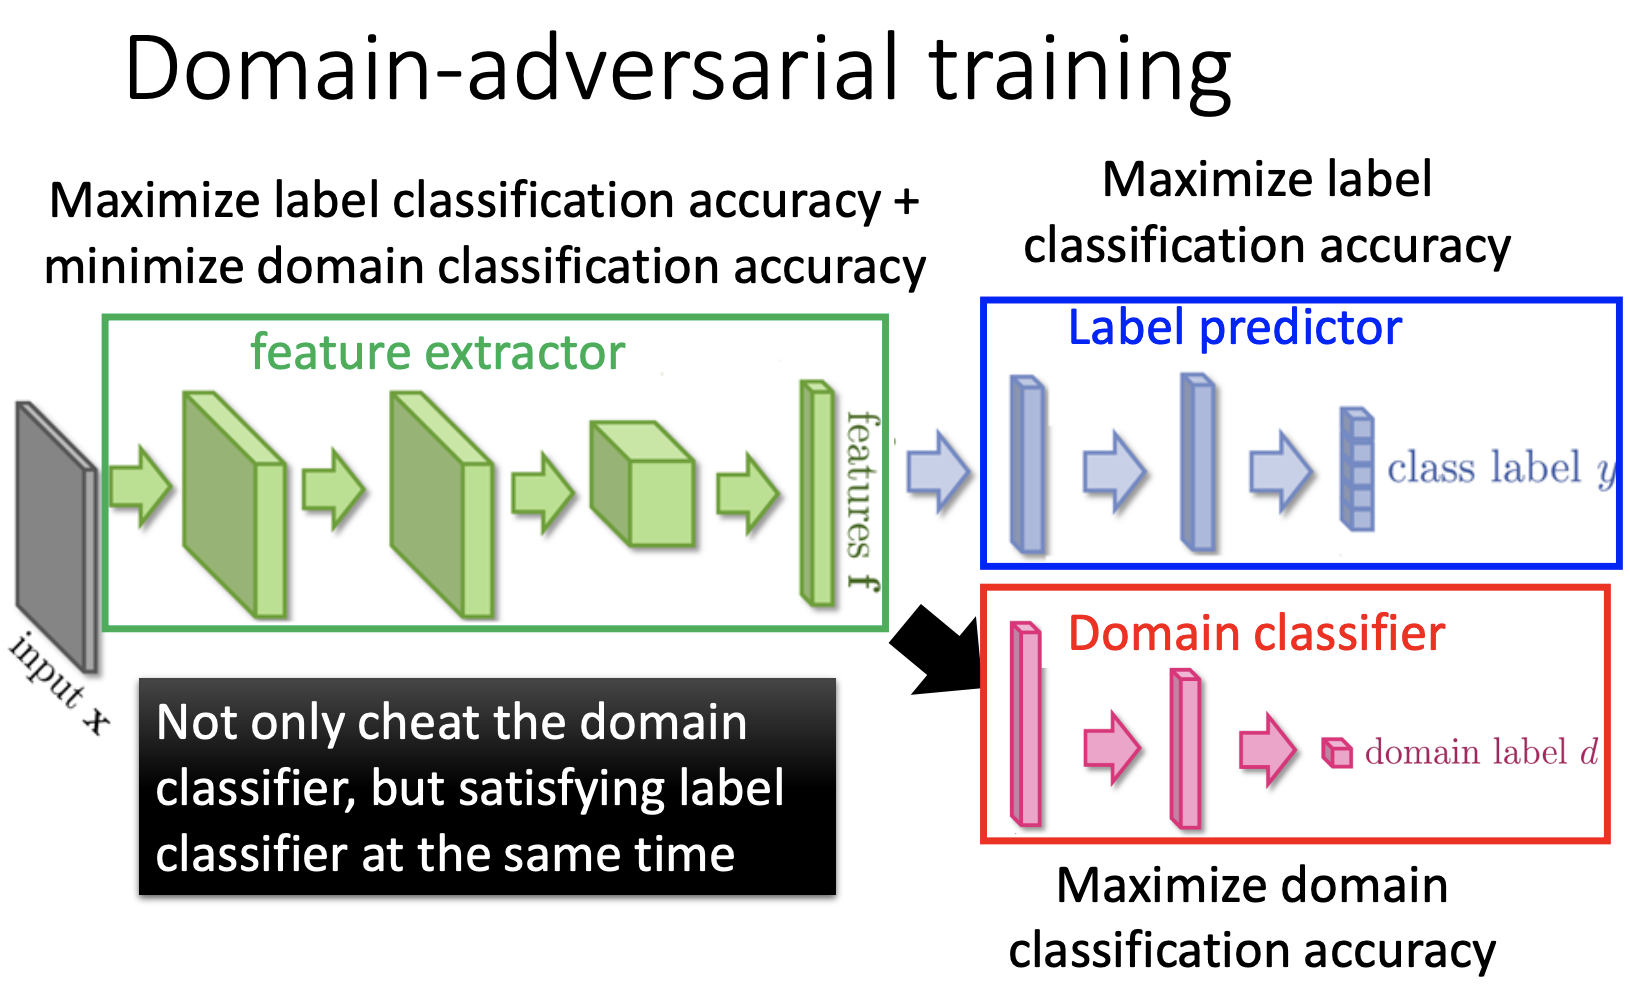 Domain-adversarial training
Maximize label classification accuracy +
minimize domain classification accuracy
Maximize label
classification accuracy
feature extractor
features f
input x
Label predictor
class label y
Domain classifier
domain label d
Not only cheat the domain
classifier, but satisfying label
classifier at the same time
Maximize domain
classification accuracy